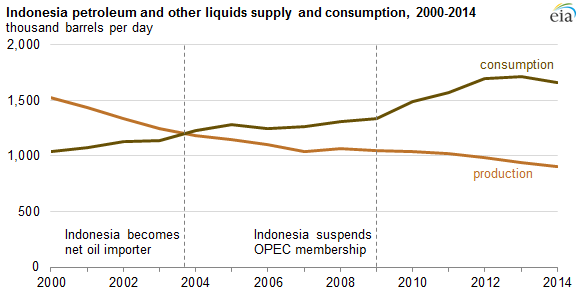 Indonesia petroleum and other liquids supply and consumption, 2000-2014
thousand barrels per day
eia
2,000
1,500
1,000
500
0
consumption
production
Indonesia becomes
net oil importer
Indonesia suspends
OPEC membership
2000
2002
2004
2006
2008
2010
2012
2014